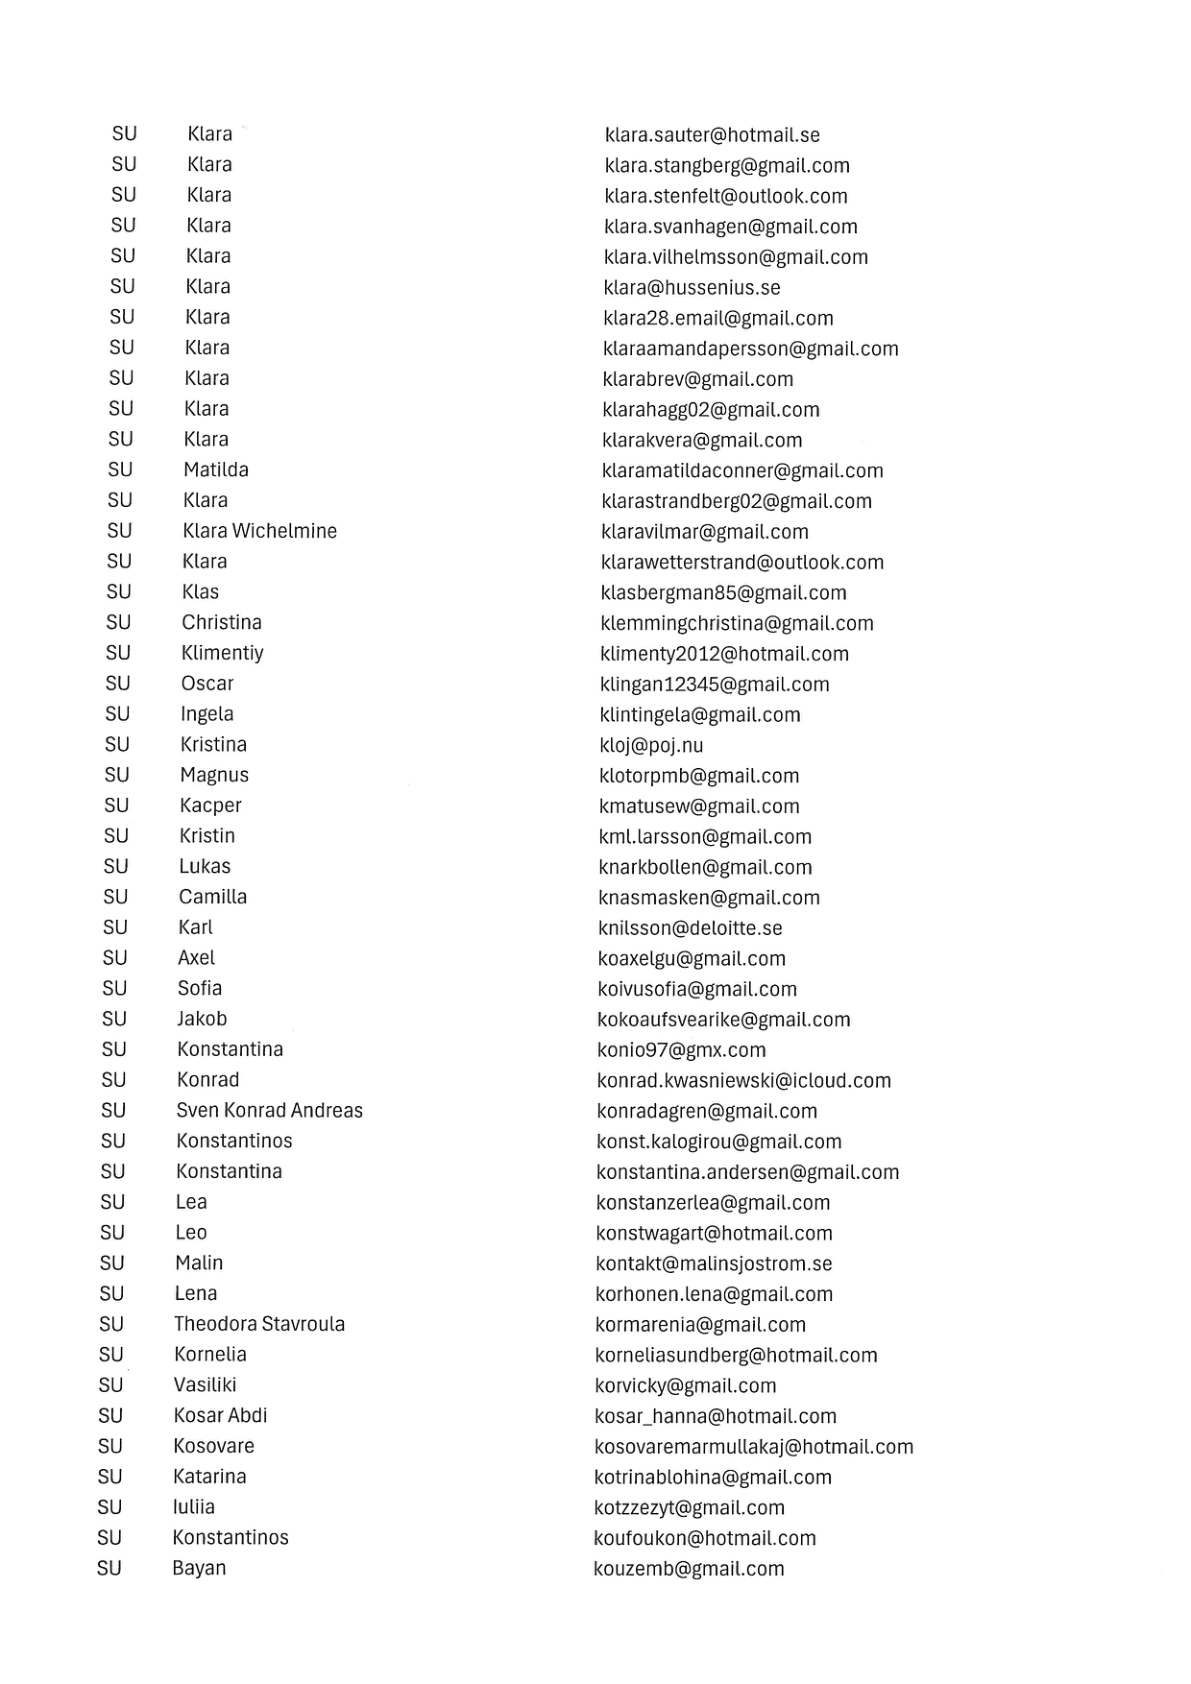 SU Klara klara.sauter@hotmail.se
SU Klara klara.stangberg@gmail.com
SU Klara klara.stenfelt@outlook.com
SU Klara klara.svanhagen@gmail.com
SU Klara klara.vilhelmsson@gmail.com
SU Klara klara@hussenius.se
SU Klara klara28.email@gmail.com
SU Klara klaraamandapersson@gmail.com
SU Klara klarabrev@gmail.com
SU Klara klarahagg02@gmail.com
SU Klara klarakvera@gmail.com
SU Matilda klaramatildaconner@gmail.com
SU Klara klarastrandberg02@gmail.com
SU Klara Wichelmine klaravilmar@gmail.com
SU Klara klarawetterstrand@outlook.com
SU Klas klasbergman85@gmail.com
SU Christina klemmingchristina@gmail.com
SU Klimentiy klimenty2012@hotmail.com
SU Oscar klingan12345@gmail.com
SU Ingela klintingela@gmail.com
SU Kristina kloj@poj.nu
SU Magnus klotorpmb@gmail.com
SU Kacper kmatusew@gmail.com
SU Kristin kml.larsson@gmail.com
SU Lukas knarkbollen@gmail.com
SU Camilla knasmasken@gmail.com
SU Karl knilsson@deloitte.se
SU Axel koaxelgu@gmail.com
SU Sofia koivusofia@gmail.com
SU Jakob kokoaufsvearike@gmail.com
SU Konstantina konio97@gmx.com
SU Konrad konrad.kwasniewski@icloud.com
SU Sven Konrad Andreas konradagren@gmail.com
SU Konstantinos konst.kalogirou@gmail.com
SU Konstantina konstantina.andersen@gmail.com
SU Lea konstanzerlea@gmail.com
SU Leo konstwagart@hotmail.com
SU Malin kontakt@malinsjostrom.se
SU Lena korhonen.lena@gmail.com
SU Theodora Stavroula kormarenia@gmail.com
SU Kornelia korneliasundberg@hotmail.com
SU Vasiliki korvicky@gmail.com
SU Kosar Abdi kosar_hanna@hotmail.com
SU Kosovare kosovaremarmullakaj@hotmail.com
SU Katarina kotrinablohina@gmail.com
SU Iuliia kotzzezyt@gmail.com
SU Konstantinos koufoukon@hotmail.com
SU Bayan kouzemb@gmail.com